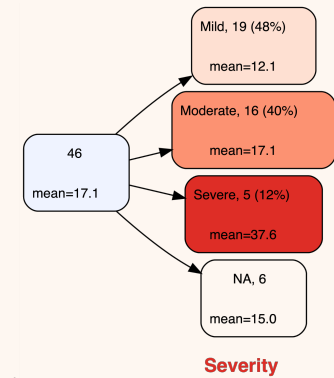 46
mean=17.1
Mild, 19 (48%)
mean=12.1
Moderate, 16 (40%)
mean=17.1
Severe, 5 (12%)
mean=37.6
NA, 6
mean=15.0
Severity